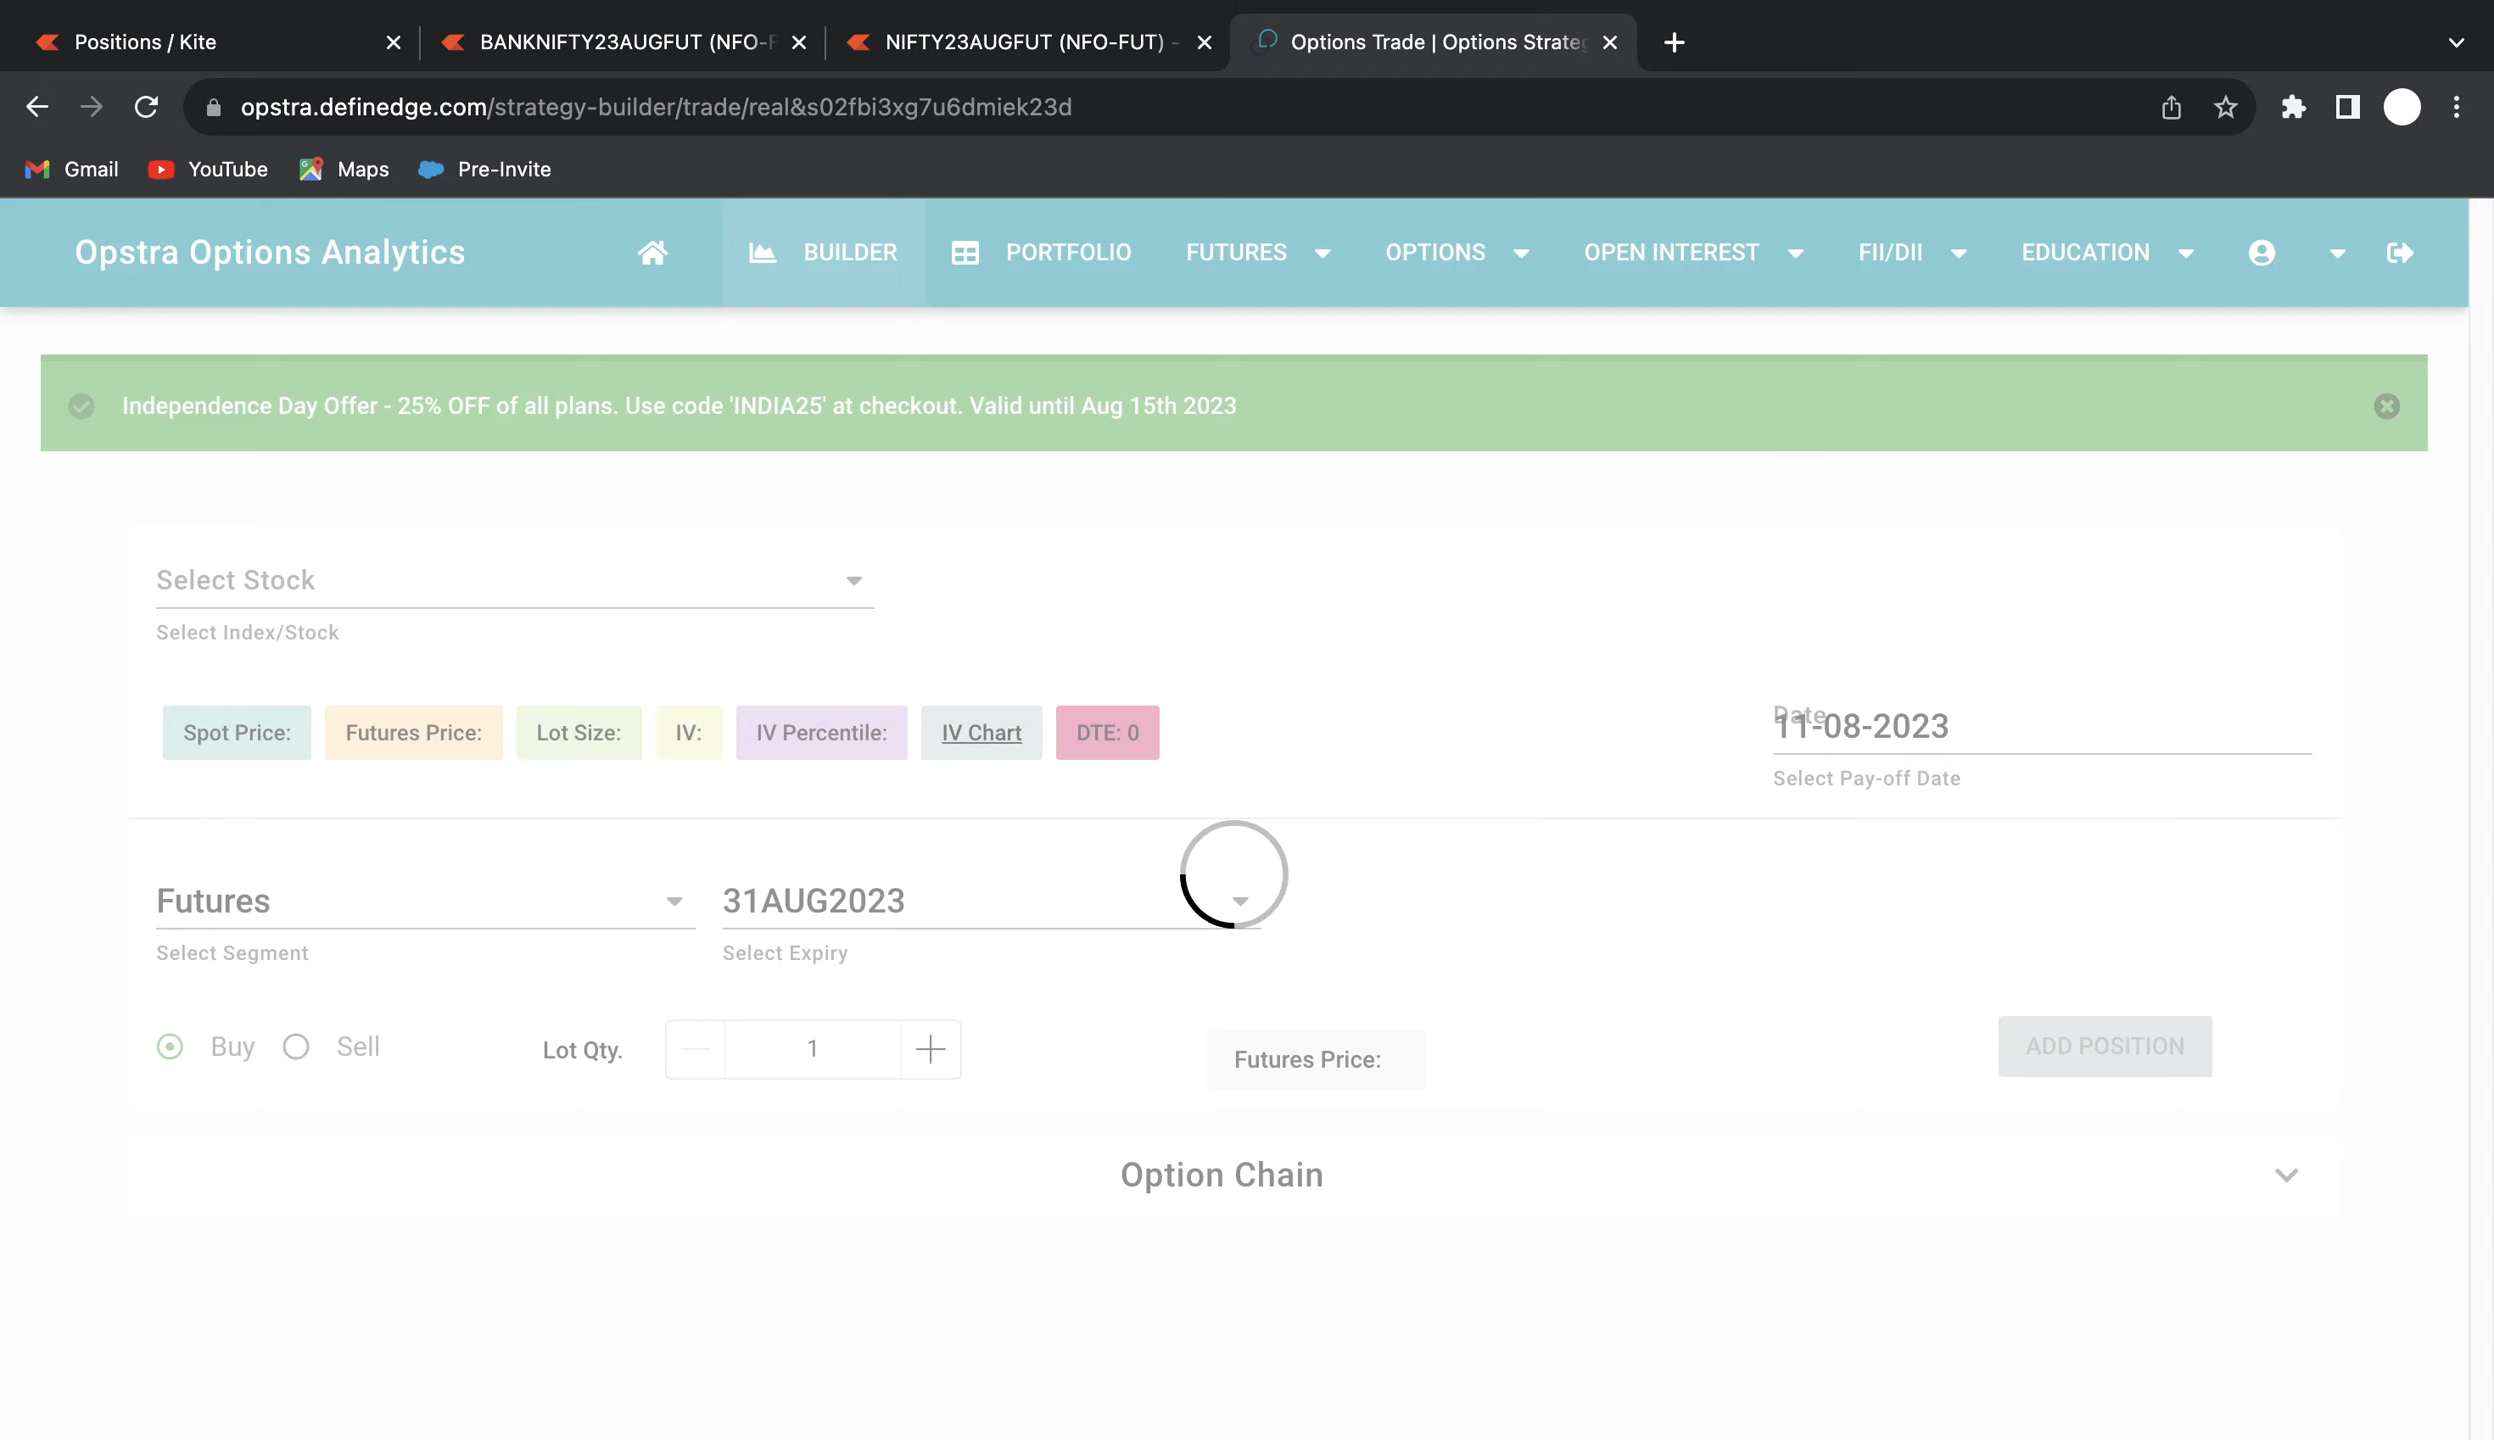 Positions / Kite
BANKNIFTY23AUGFUT (NFO-F
NIFTY23AUGFUT (NFO-FUT) -
Options Trade | Options Strateg
opstra.definedge.com/strategy-builder/trade/real&s02fbi3xg7u6dmiek23d
Gmail YouTube Maps Pre-Invite
Opstra Options Analytics BUILDER PORTFOLIO FUTURES OPTIONS OPEN INTEREST FII/DII EDUCATION
Independence Day Offer - 25% OFF of all plans. Use code 'INDIA25' at checkout. Valid until Aug 15th 2023
Select Stock
Select Index/Stock
Spot Price: Futures Price: Lot Size: IV: IV Percentile: IV Chart DTE: 0
Date
11-08-2023
Select Pay-off Date
Futures 31AUG2023
Select Segment Select Expiry
Buy Sell Lot Qty. 1 Futures Price: ADD POSITION
Option Chain